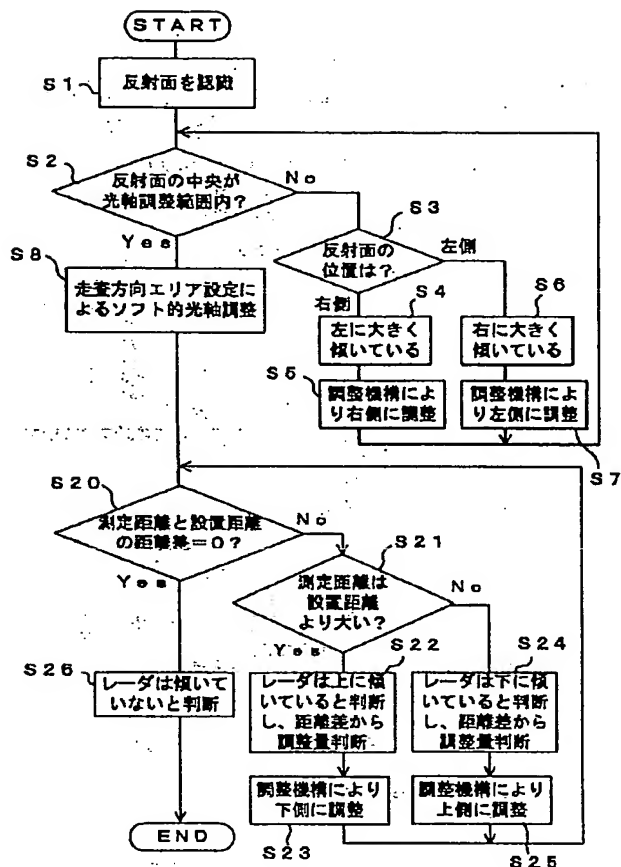 START
S1
反射面を認識
S2
反射面の中央が
光軸調整範囲内?
No
Yes
S3
反射面の
位置は?
左側
右側
S8
走査方向エリア設定に
よるソフト的光軸調整
S4
左に大きく
傾いている
S6
右に大きく
傾いている
S5
調整機構によ
り右側に調整
調整機構によ
り左側に調整
S7
S20
測定距離と設置距離
の距離差=0?
No
Yes
S21
測定距離は
設置距離
より大い?
No
Yes
S26
レーダは傾いて
いないと判断
S22
レーダは上に傾
いていると判断
し、距離差から
調整量判断
S24
レーダは下に傾
いていると判断
し、距離差から
調整量判断
調整機構により
下側に調整
S23
調整機構により
上側に調整
S25
END